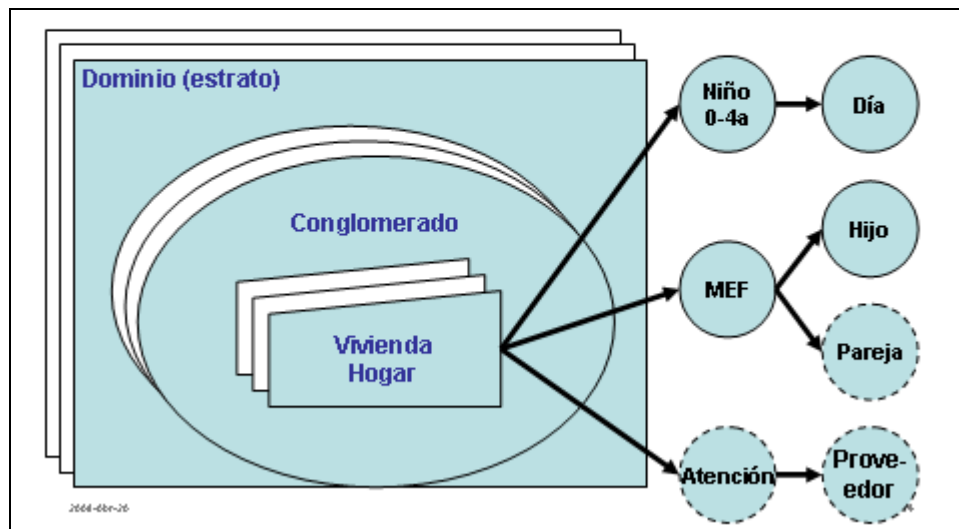 Dominio (estrato)
Conglomerado
Vivienda
Hogar
Niño
0-4a
Día
MEF
Hijo
Pareja
Atención
Prove-
edor